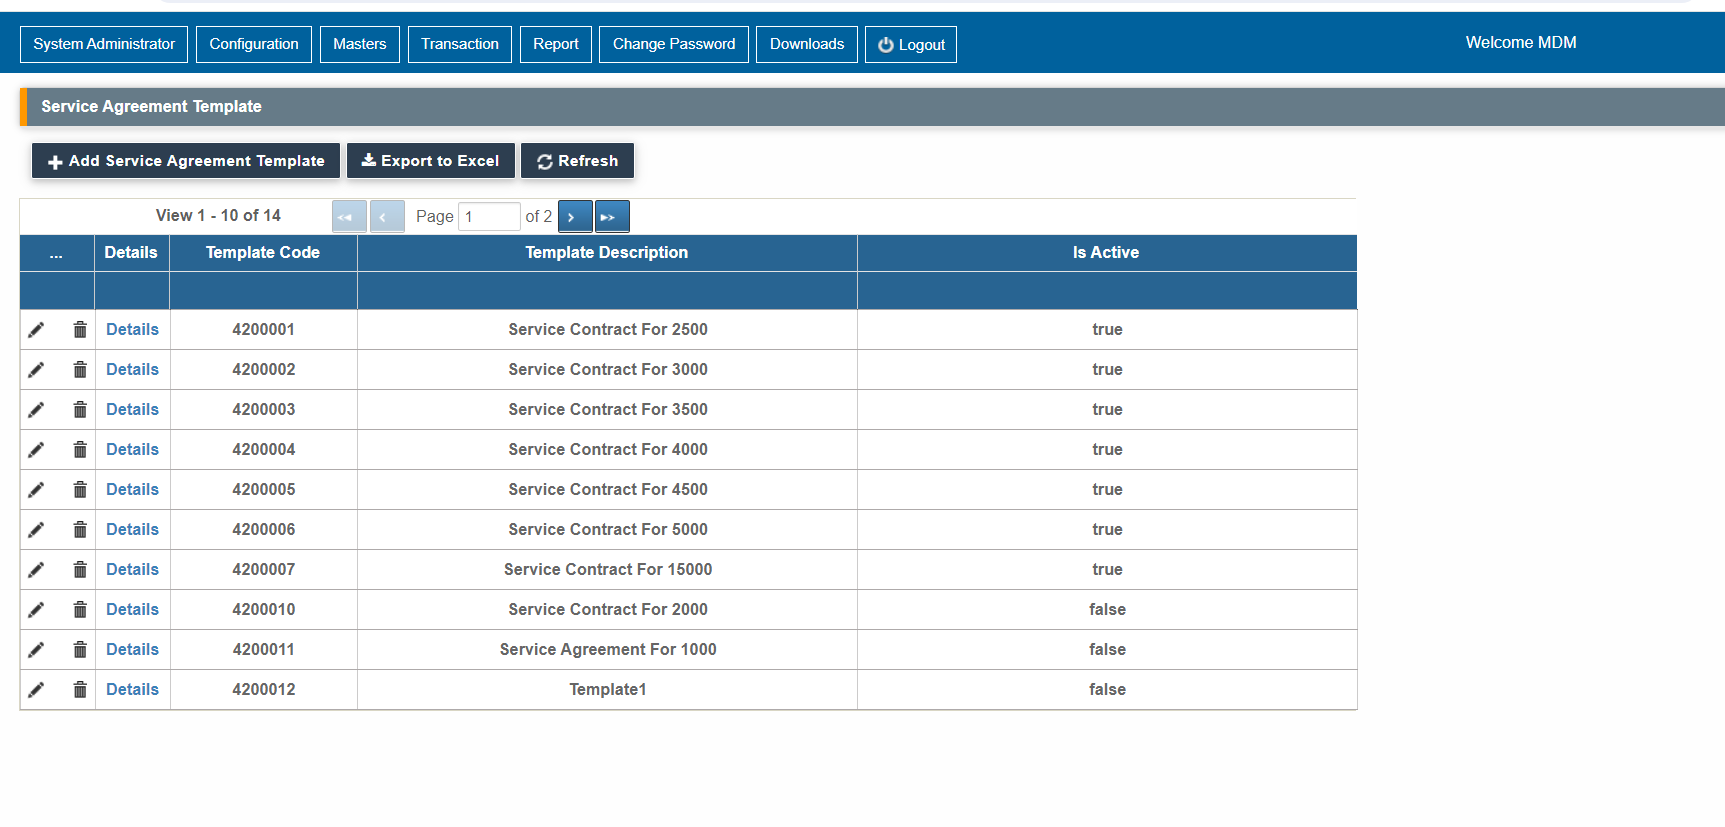 System Administrator Configuration Masters Transaction Report Change Password Downloads Logout Welcome MDM
Service Agreement Template
Add Service Agreement Template Export to Excel Refresh
View 1 - 10 of 14 Page 1 of 2
... Details Template Code Template Description Is Active
Details 4200001 Service Contract For 2500 true
Details 4200002 Service Contract For 3000 true
Details 4200003 Service Contract For 3500 true
Details 4200004 Service Contract For 4000 true
Details 4200005 Service Contract For 4500 true
Details 4200006 Service Contract For 5000 true
Details 4200007 Service Contract For 15000 true
Details 4200010 Service Contract For 2000 false
Details 4200011 Service Agreement For 1000 false
Details 4200012 Template1 false